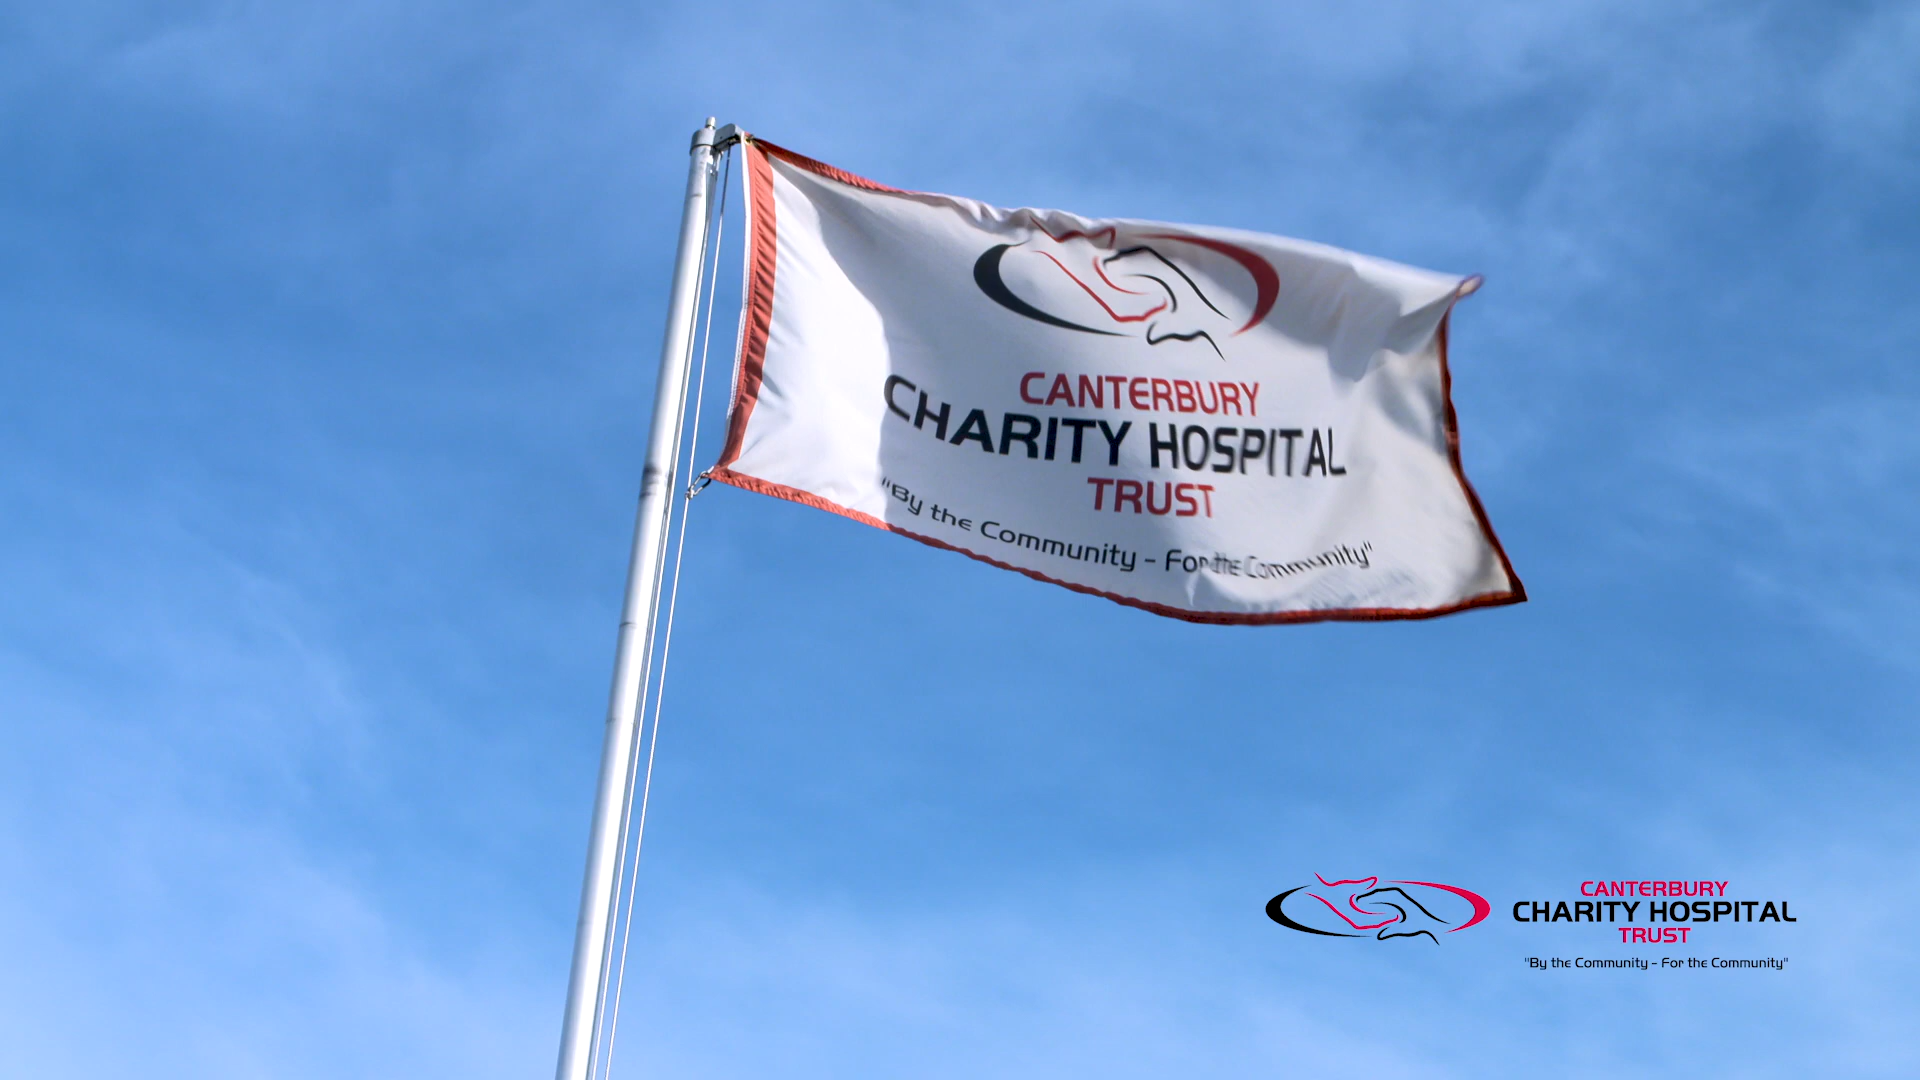 CANTERBURY
CHARITY HOSPITAL
TRUST
"By the Community - For the Community"
CANTERBURY
CHARITY HOSPITAL
TRUST
"By the Community - For the Community"